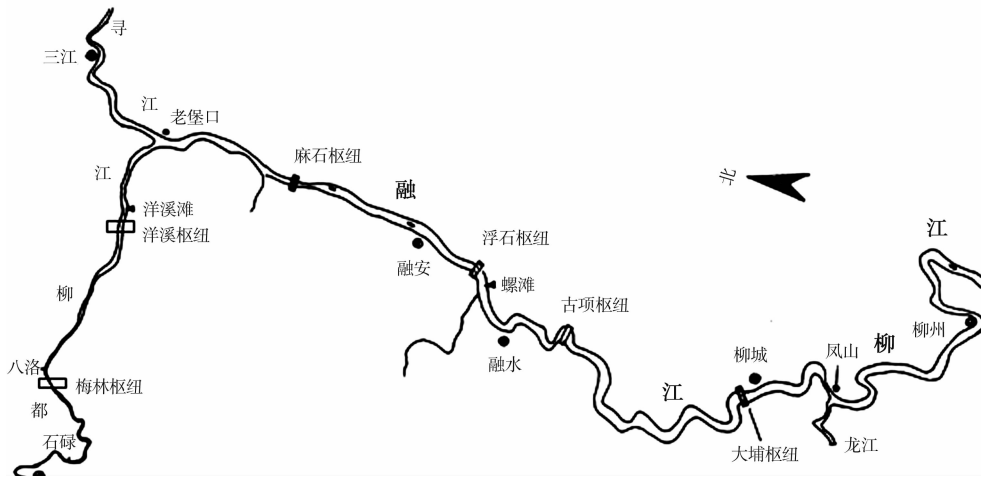 寻
三江
江
老堡口
江
麻石枢纽
融
北
洋溪滩
洋溪枢纽
融安
浮石枢纽
螺滩
江
柳
古项枢纽
融水
柳州
八洛
梅林枢纽
柳城
凤山
柳
江
都
石碌
大埔枢纽
龙江